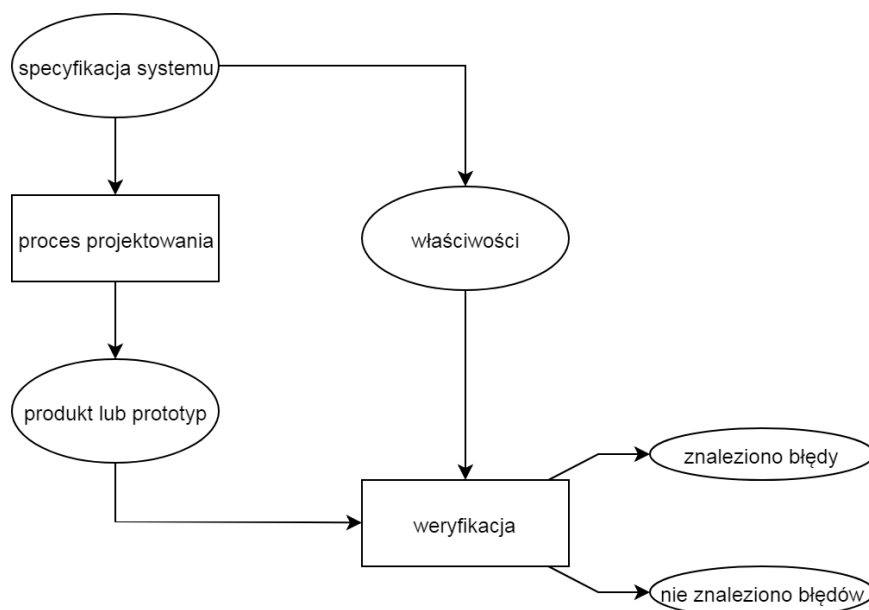 specyfikacja systemu
proces projektowania
właściwości
produkt lub prototyp
znaleziono błędy
weryfikacja
nie znaleziono błędów